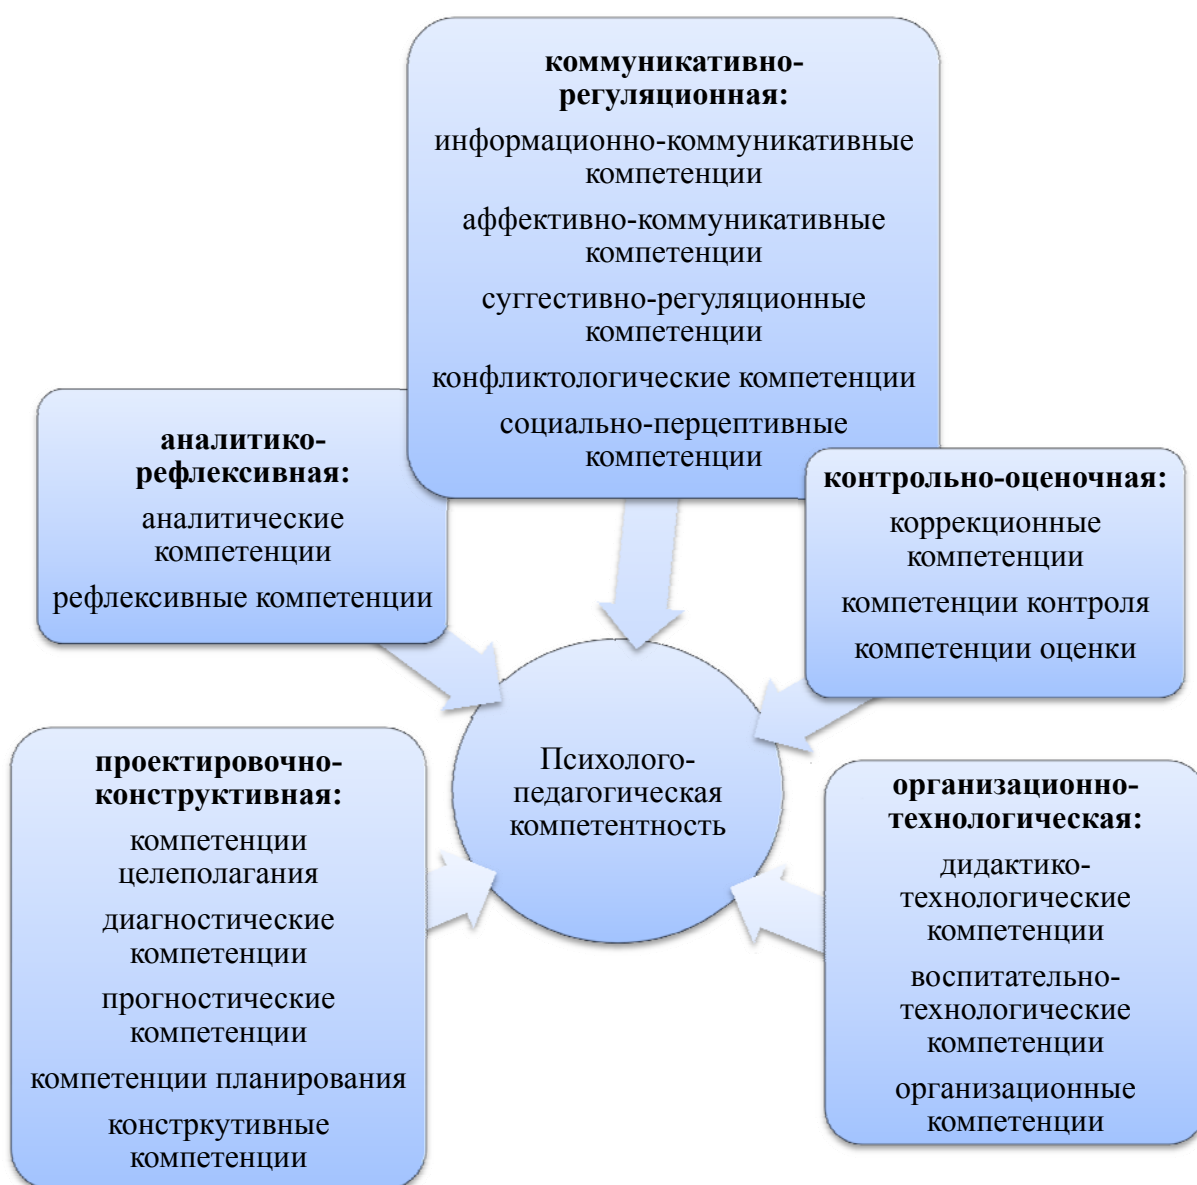 коммуникативно-
регуляционная:
информационно-коммуникативные
компетенции
аффективно-коммуникативные
компетенции
суггестивно-регуляционные
компетенции
конфликтологические компетенции
социально-перцептивные
компетенции
аналитико-
рефлексивная:
аналитические
компетенции
рефлексивные компетенции
контрольно-оценочная:
коррекционные
компетенции
компетенции контроля
компетенции оценки
Психолого-
педагогическая
компетентность
проектировочно-
конструктивная:
компетенции
целеполагания
диагностические
компетенции
прогностические
компетенции
компетенции планирования
констркутивные
компетенции
организационно-
технологическая:
дидактико-
технологические
компетенции
воспитательно-
технологические
компетенции
организационные
компетенции